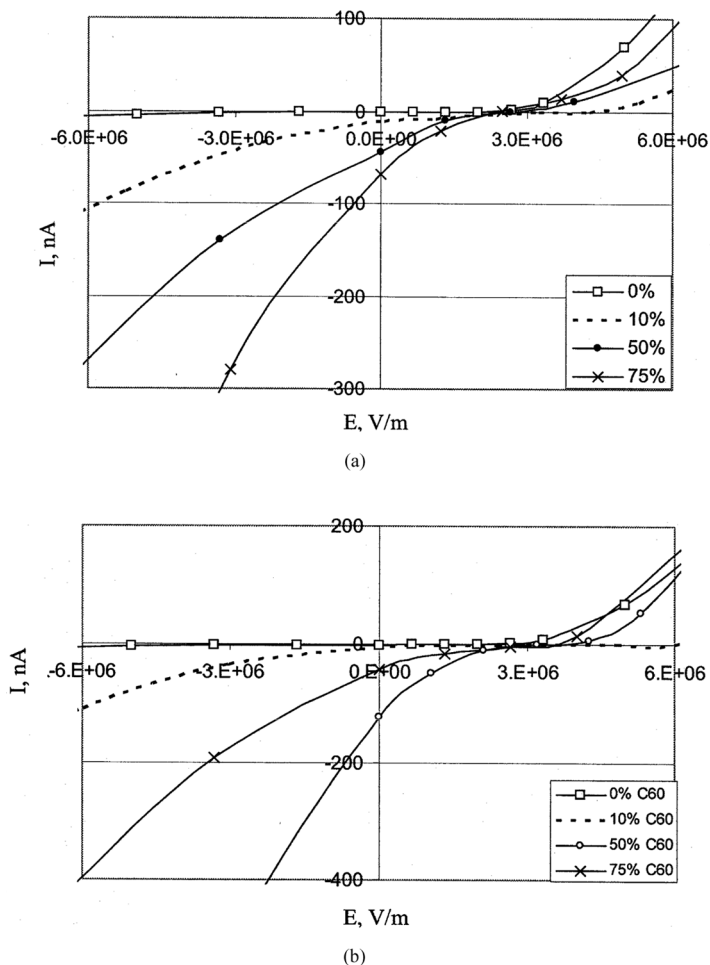 100
0
-6.0E+06 -3.0E+06 0.0E+00 3.0E+06 6.0E+06
-100
-200
-300
I, nA
0%
10%
50%
75%
E, V/m
(a)
200
0
-6.E+06 -3.E+06 0.E+00 3.E+06 6.E+06
-200
-400
I, nA
0% C60
10% C60
50% C60
75% C60
E, V/m
(b)